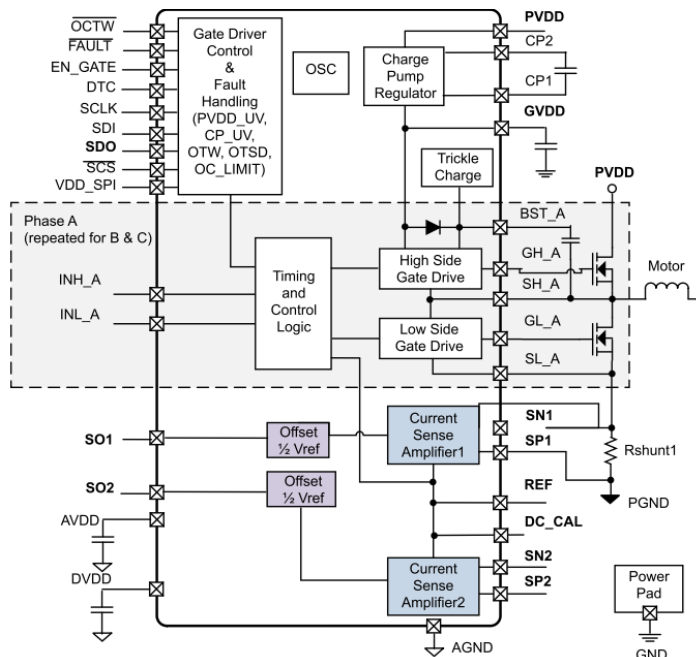 OCTW
FAULT
EN_GATE
DTC
SCLK
SDI
SDO
SCS
VDD_SPI
Gate Driver
Control
&
Fault
Handling
(PVDD_UV,
CP_UV,
OTW, OTSD,
OC_LIMIT)
OSC
Charge
Pump
Regulator
PVDD
CP2
CP1
GVDD
Trickle
Charge
PVDD
Phase A
(repeated for B & C)
INH_A
INL_A
Timing
and
Control
Logic
High Side
Gate Drive
Low Side
Gate Drive
BST_A
GH_A
SH_A
GL_A
SL_A
Motor
SO1
SO2
AVDD
DVDD
Offset
½ Vref
Offset
½ Vref
Current
Sense
Amplifier1
Current
Sense
Amplifier2
SN1
SP1
REF
DC_CAL
SN2
SP2
AGND
Rshunt1
PGND
Power
Pad
GND